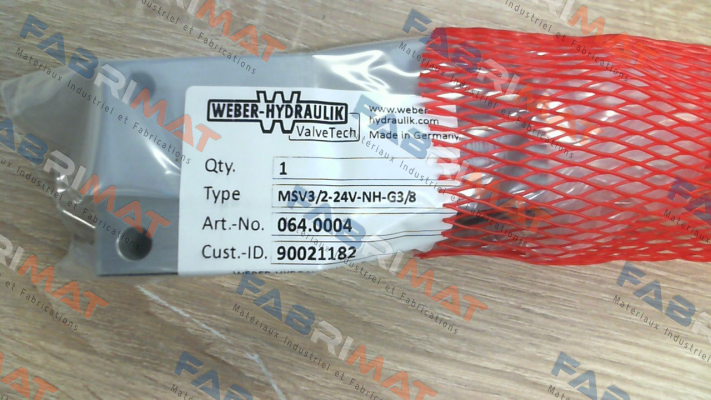 WEBER-HYDRAULIK
ValveTech
www.weber-
hydraulik.com
Made in Germany
Qty. 1
Type MSV3/2-24V-NH-G3/8
Art.-No. 064.0004
Cust.-ID. 90021182
FABRIMAT
Matériaux Industriel et Fabrications